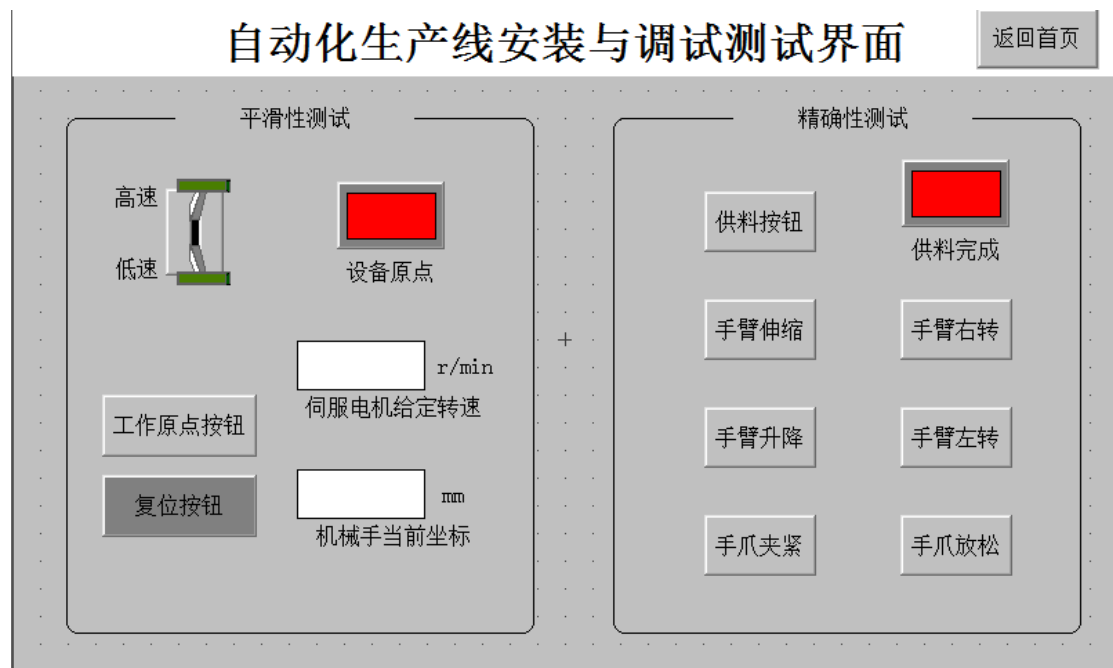 自动化生产线安装与调试测试界面
返回首页
平滑性测试
高速
低速
设备原点
r/min
伺服电机给定转速
工作原点按钮
复位按钮
mm
机械手当前坐标
精确性测试
供料按钮
供料完成
手臂伸缩
手臂右转
手臂升降
手臂左转
手爪夹紧
手爪放松